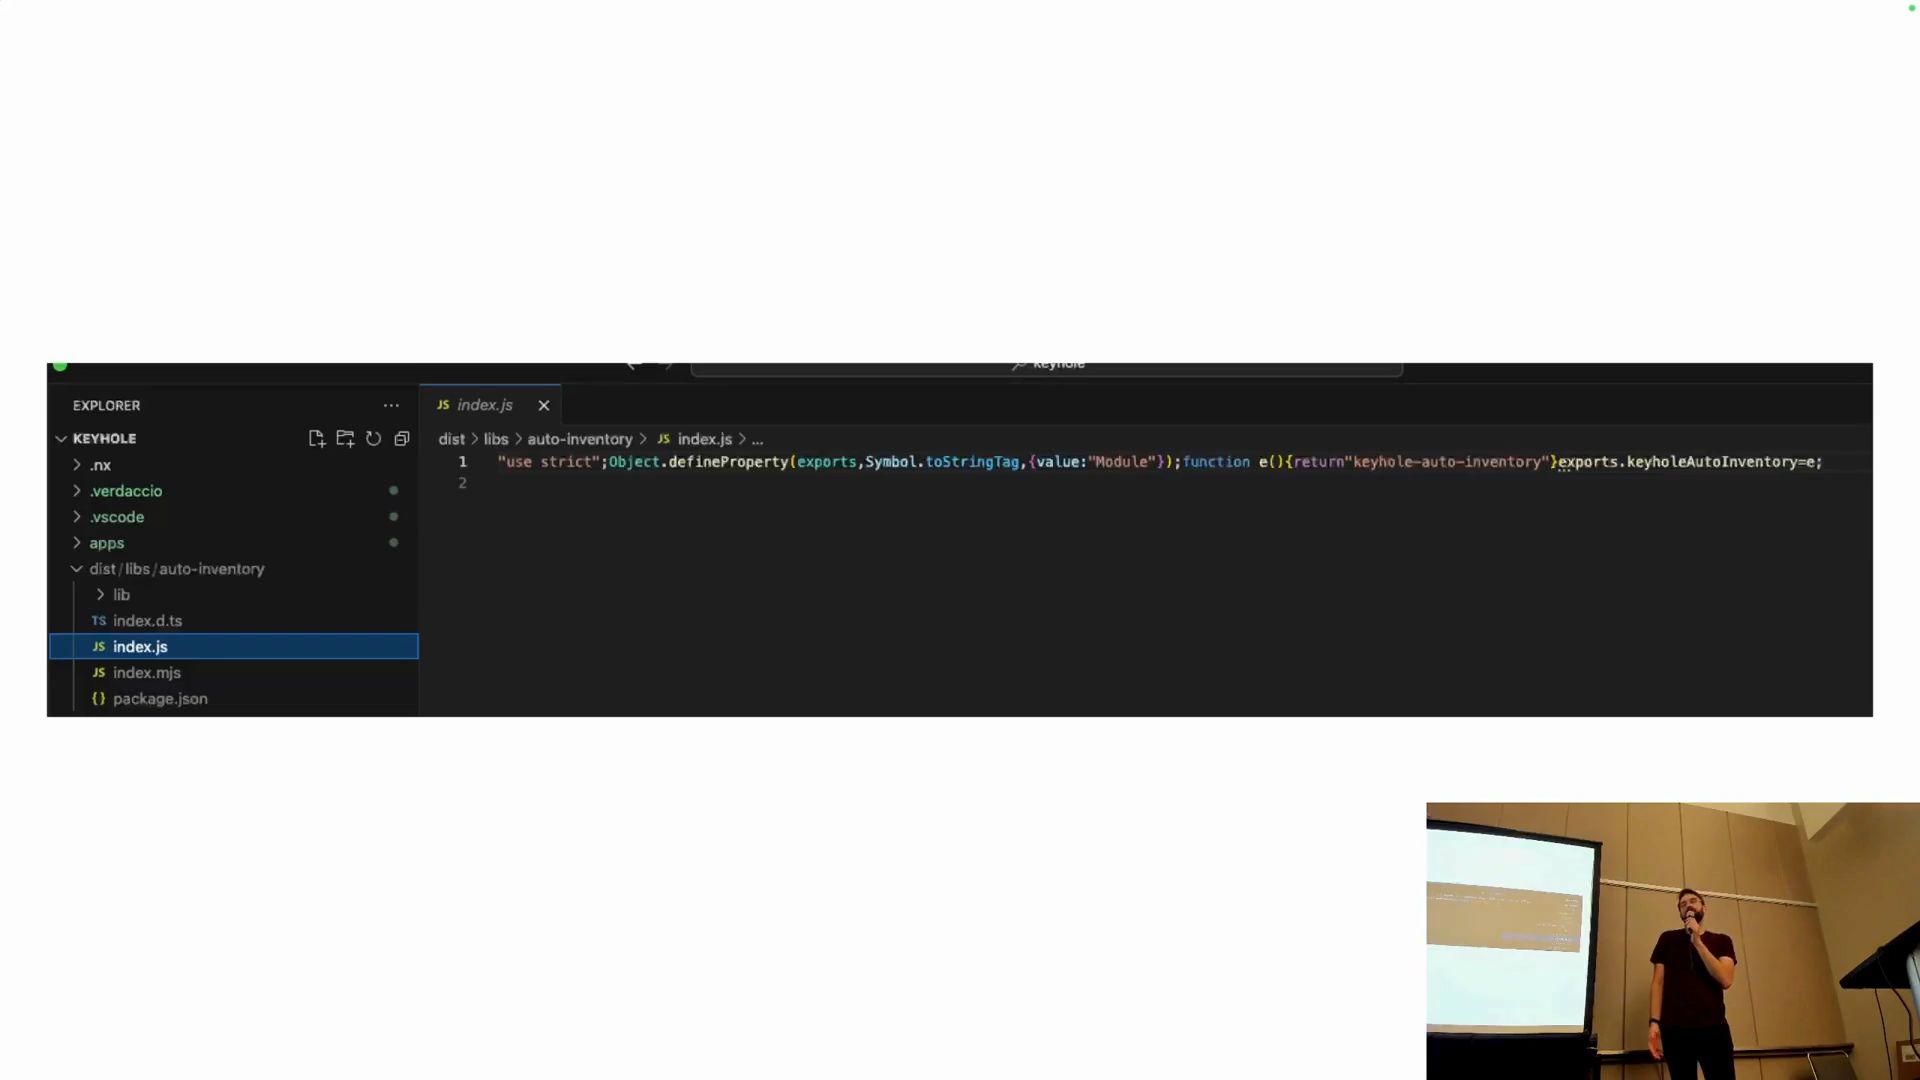 keyhole
EXPLORER ...
KEYHOLE
.nx
.verdaccio
.vscode
apps
dist/libs/auto-inventory
lib
TS index.d.ts
JS index.js
JS index.mjs
{} package.json
JS index.js
dist > libs > auto-inventory > JS index.js > ...
1 "use strict";Object.defineProperty(exports,Symbol.toStringTag,{value:"Module"});function e(){return"keyhole-auto-inventory"}exports.keyholeAutoInventory=e;
2